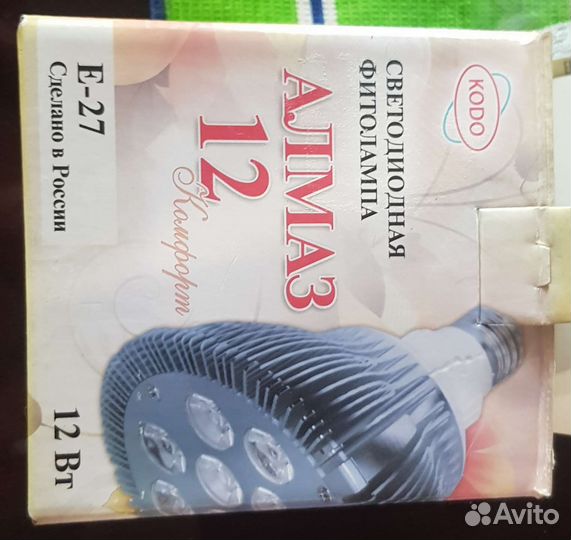 KODO
СВЕТОДИОДНАЯ
ФИТОЛАМПА
АЛМАЗ
12
Комфорт
E-27
Сделано в России
12 Вт
Avito